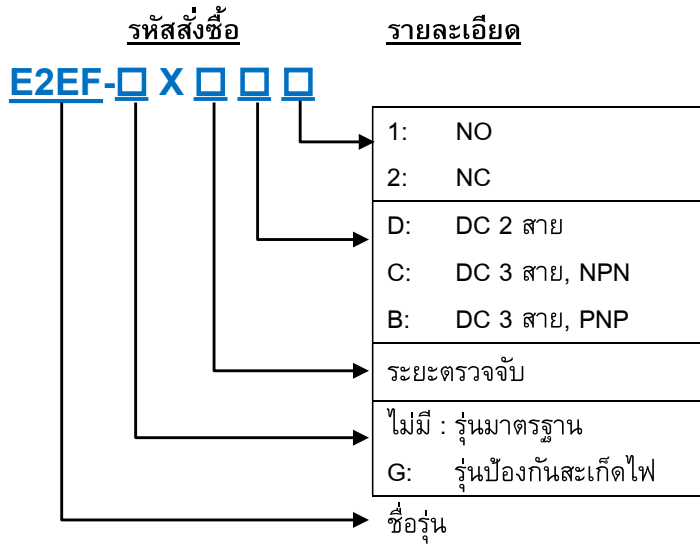 รหัสสั่งซื้อ รายละเอียด
E2EF-□ X □ □ □
1: NO
2: NC
D: DC 2 สาย
C: DC 3 สาย, NPN
B: DC 3 สาย, PNP
ระยะตรวจจับ
ไม่มี : รุ่นมาตรฐาน
G: รุ่นป้องกันสะเก็ดไฟ
ชื่อรุ่น